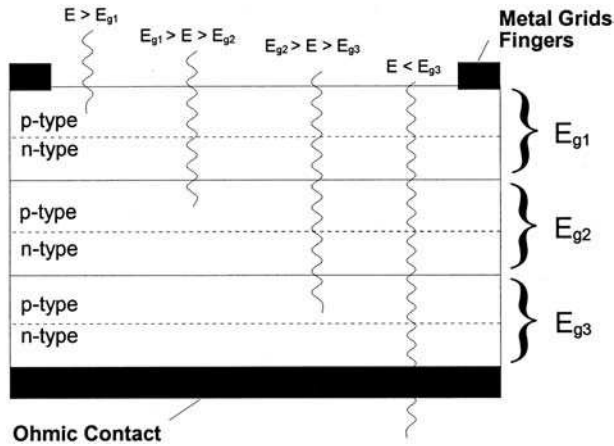 E > Eg1
Eg1 > E > Eg2
Eg2 > E > Eg3
E < Eg3
Metal Grids
Fingers
p-type
n-type
Eg1
p-type
n-type
Eg2
p-type
n-type
Eg3
Ohmic Contact